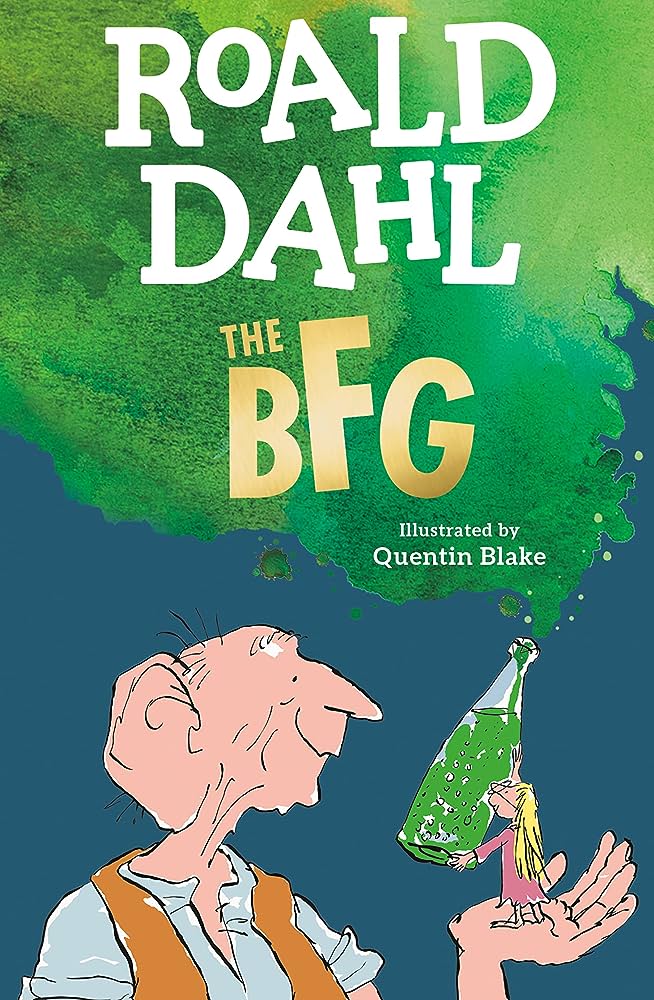 ROALD
DAHL
THE
BFG
Illustrated by
Quentin Blake